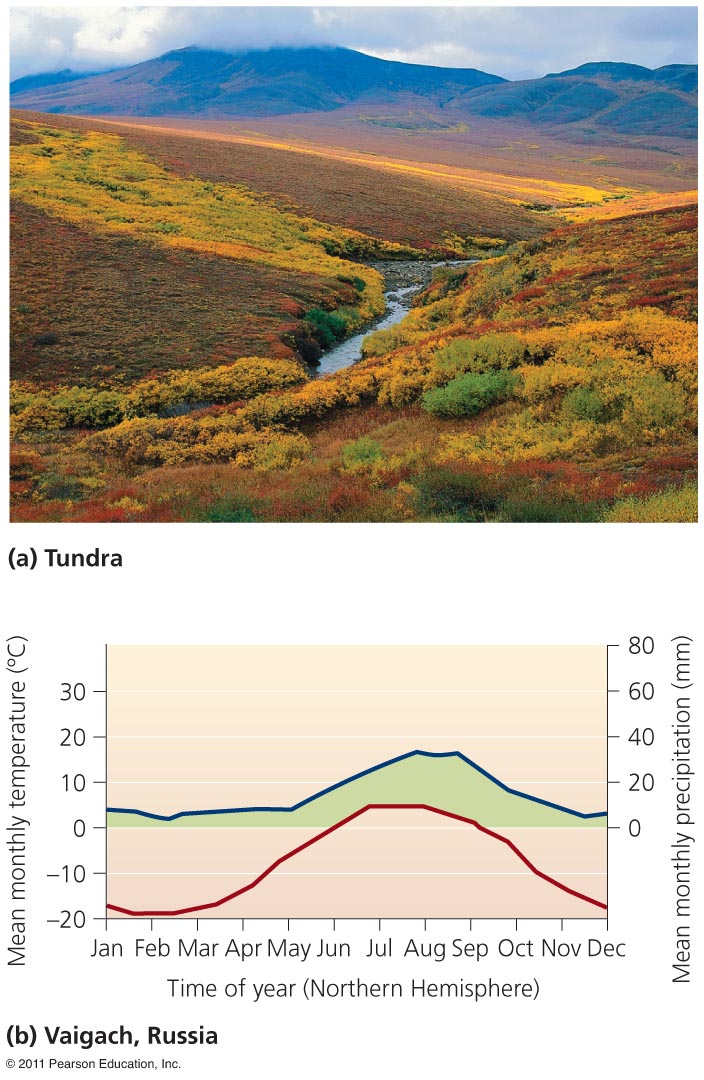 (a) Tundra
Mean monthly temperature (ºC)
30
20
10
0
–10
–20
80
60
40
20
0
Mean monthly precipitation (mm)
Jan Feb Mar Apr May Jun Jul Aug Sep Oct Nov Dec
Time of year (Northern Hemisphere)
(b) Vaigach, Russia
© 2011 Pearson Education, Inc.